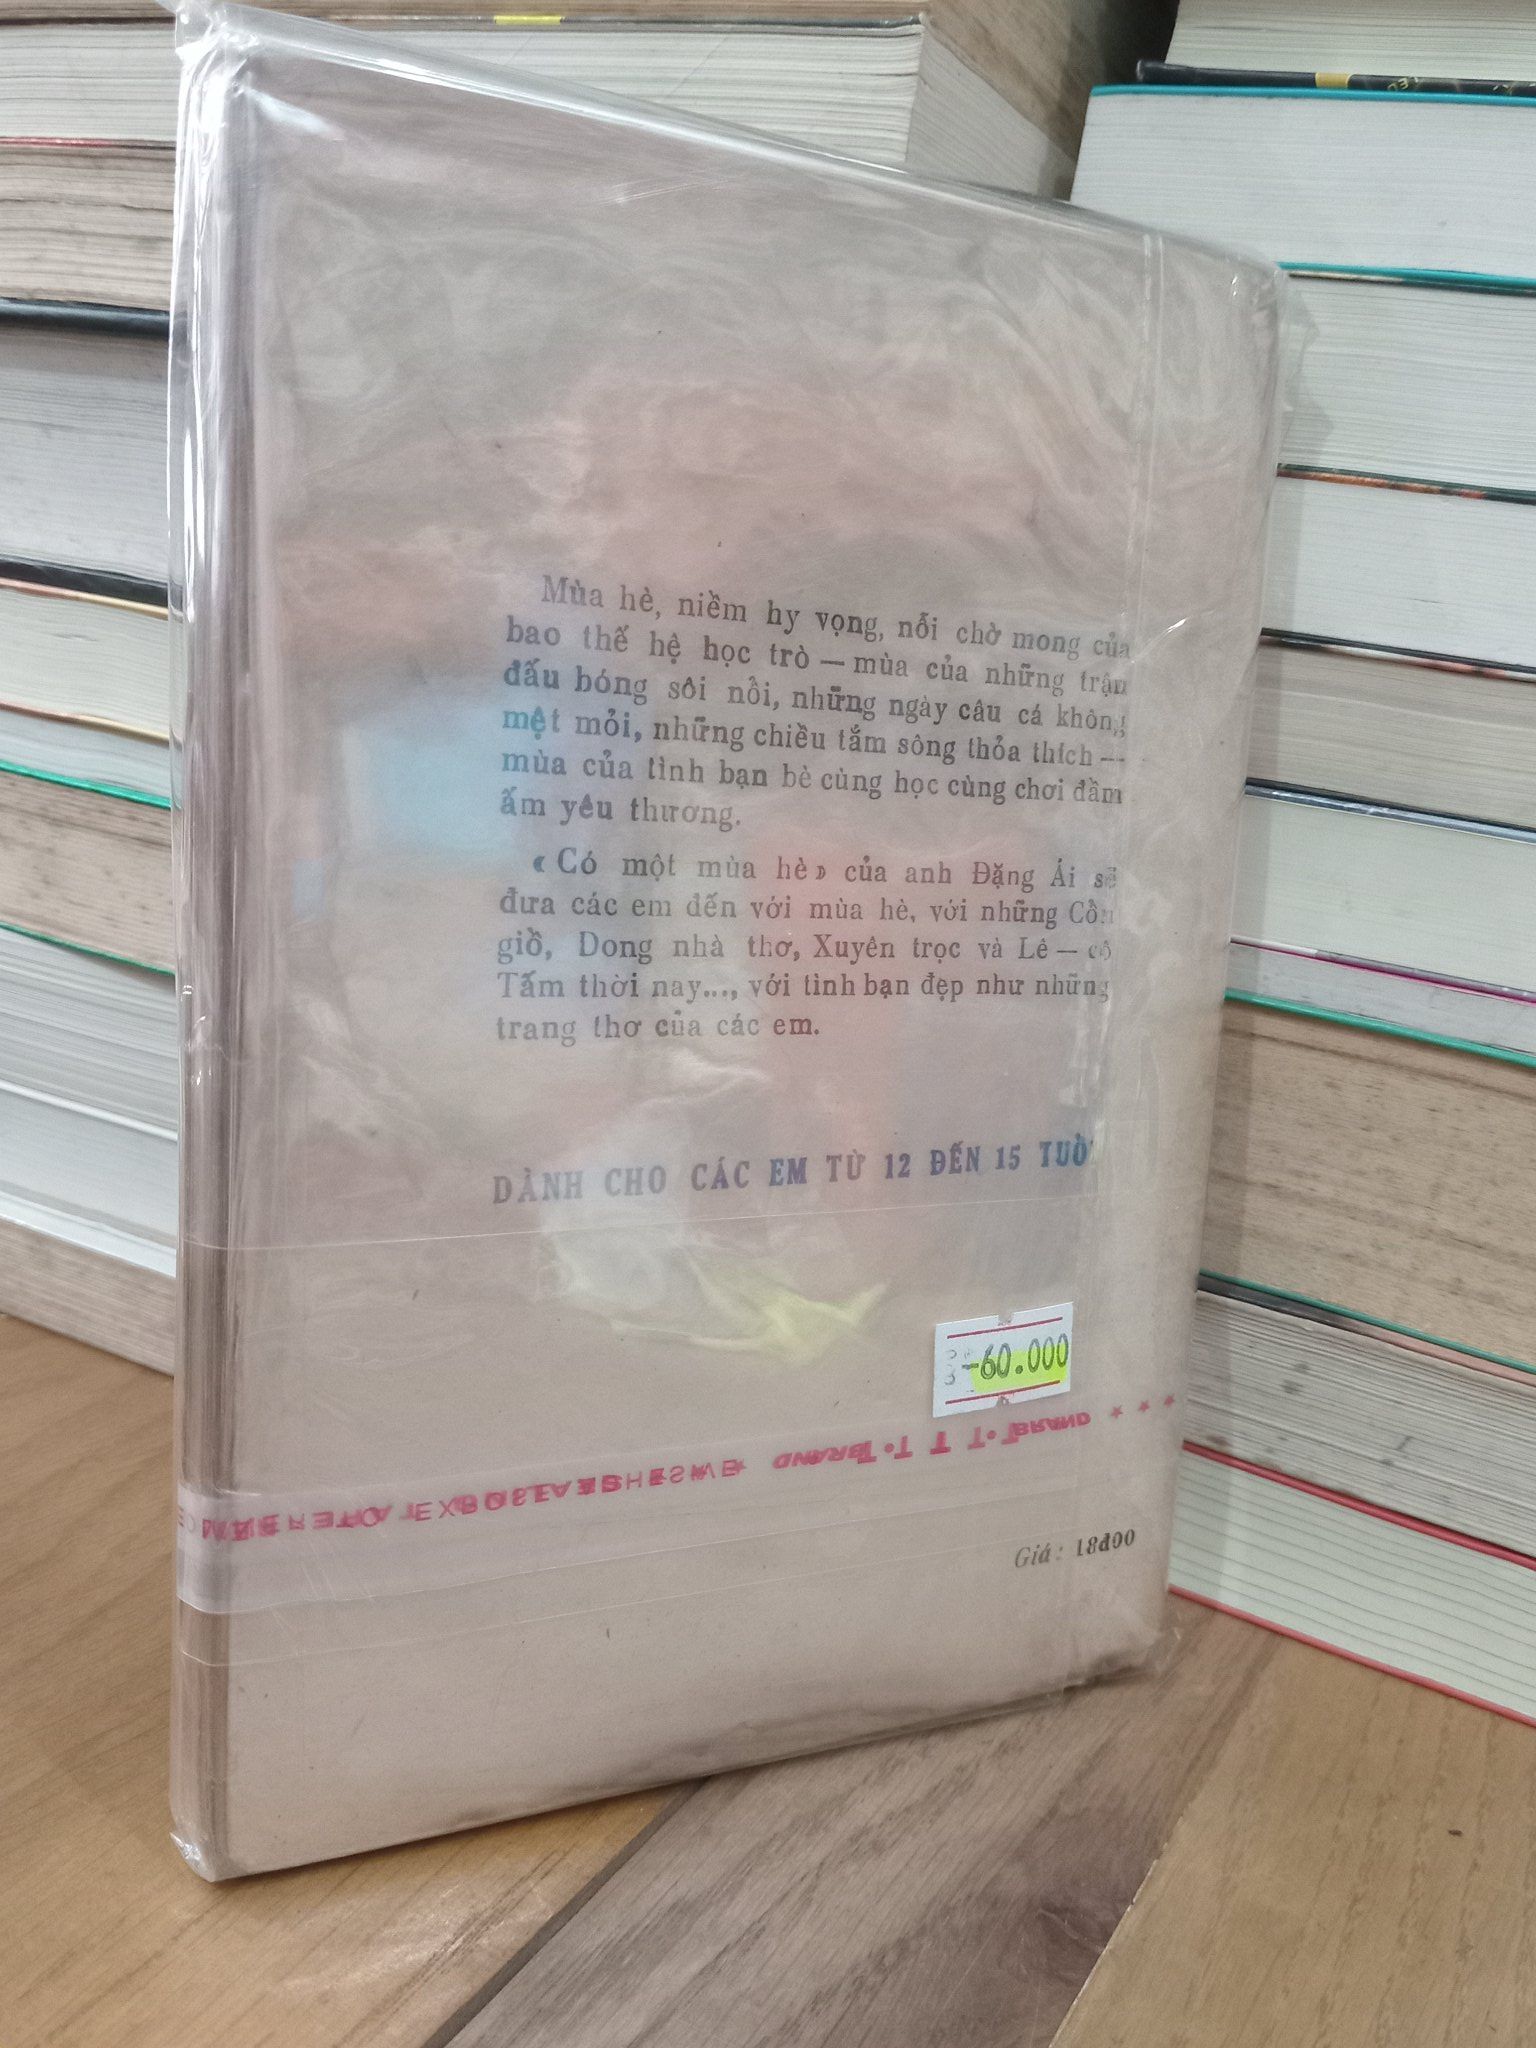 Mùa hè, niềm hy vọng, nỗi chờ mong của
bao thế hệ học trò — mùa của những trận
đấu bóng sôi nổi, những ngày câu cá không
mệt mỏi, những chiều tắm sông thỏa thích —
mùa của tình bạn bè cùng học cùng chơi đầm
ấm yêu thương.
« Có một mùa hè » của anh Đặng Ái sẽ
đưa các em đến với mùa hè, với những Côn
giồ, Dong nhà thơ, Xuyên trọc và Lê — cô
Tấm thời nay..., với tình bạn đẹp như những
trang thơ của các em.
DÀNH CHO CÁC EM TỪ 12 ĐẾN 15 TUỔI
-60.000
BRAND T T T T BRAND
Giá: 18đ00